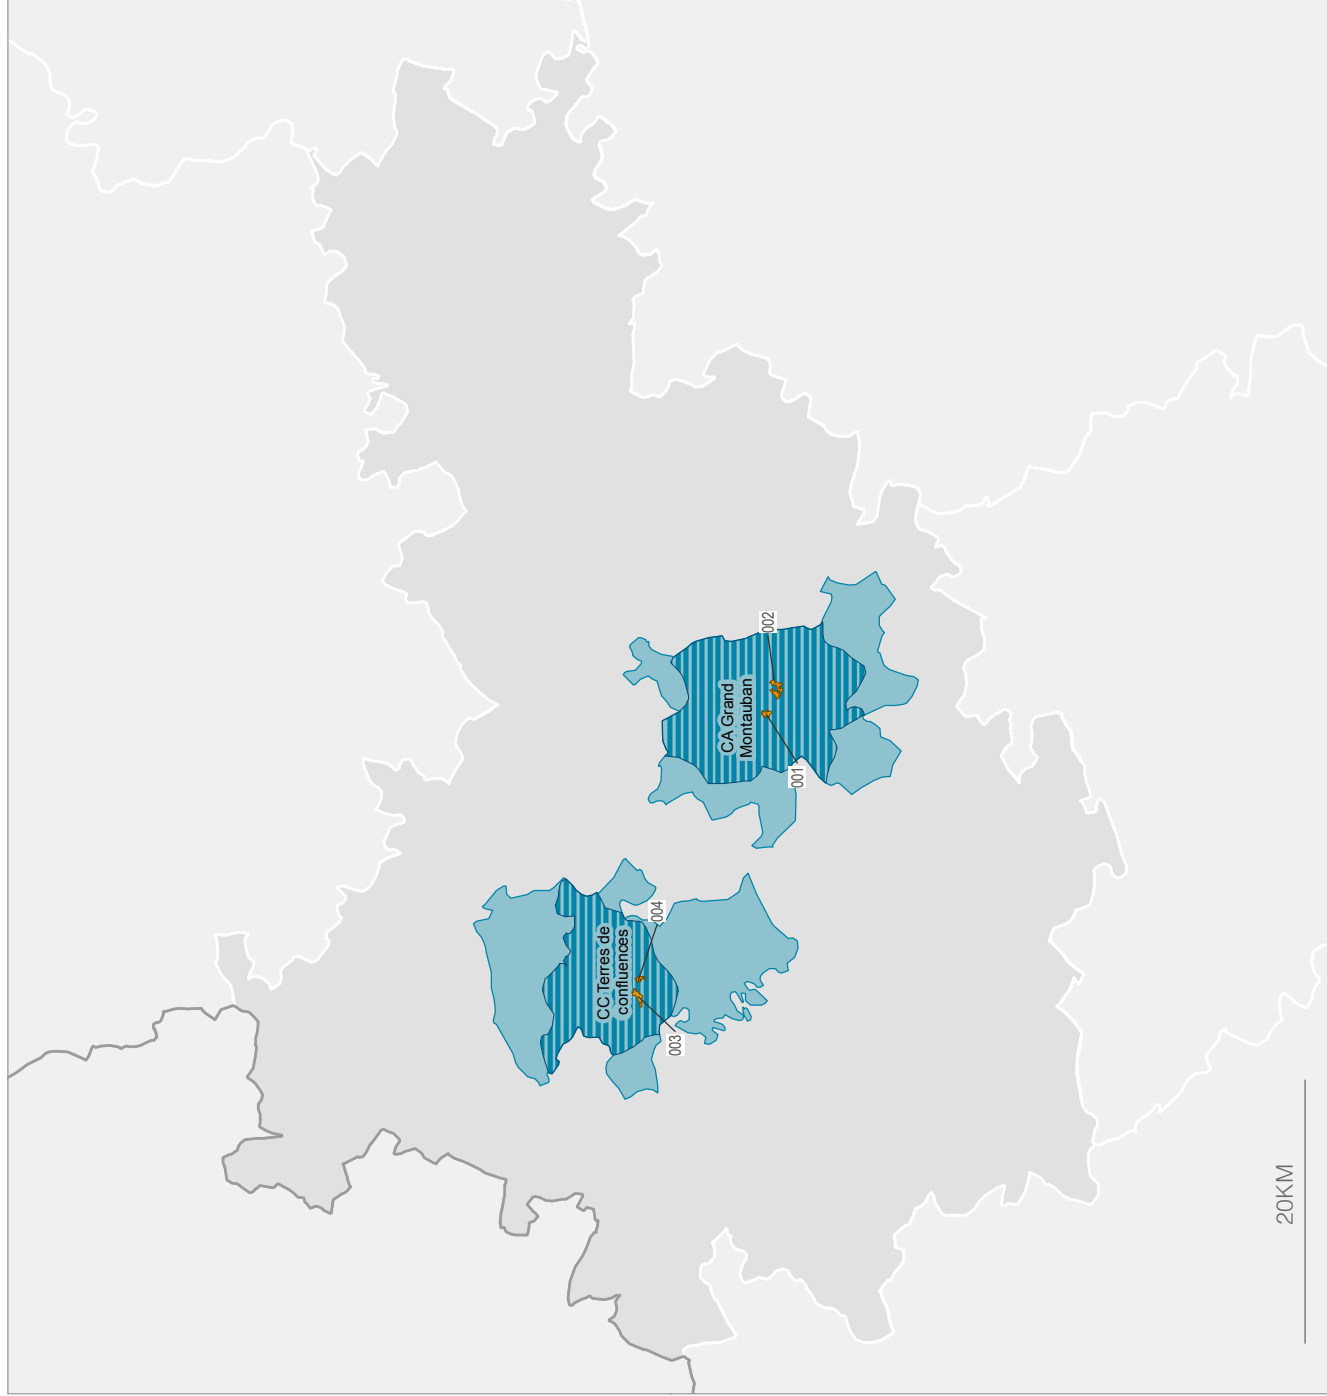 CC Terres de
confluences
003
004
CA Grand
Montauban
001
002
20KM